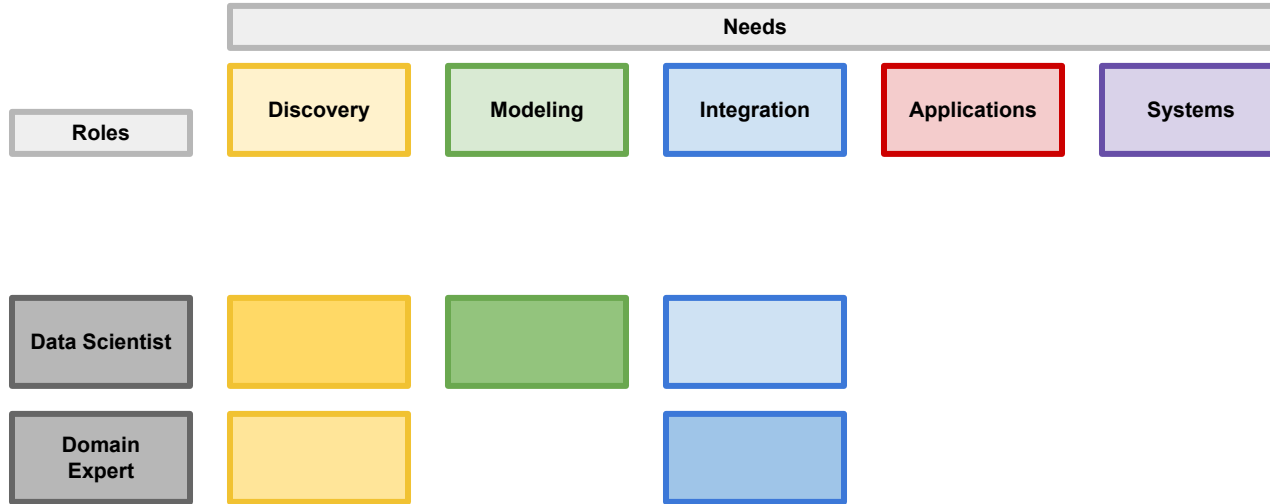 Needs
Discovery
Modeling
Integration
Applications
Systems
Roles
Data Scientist
Domain
Expert